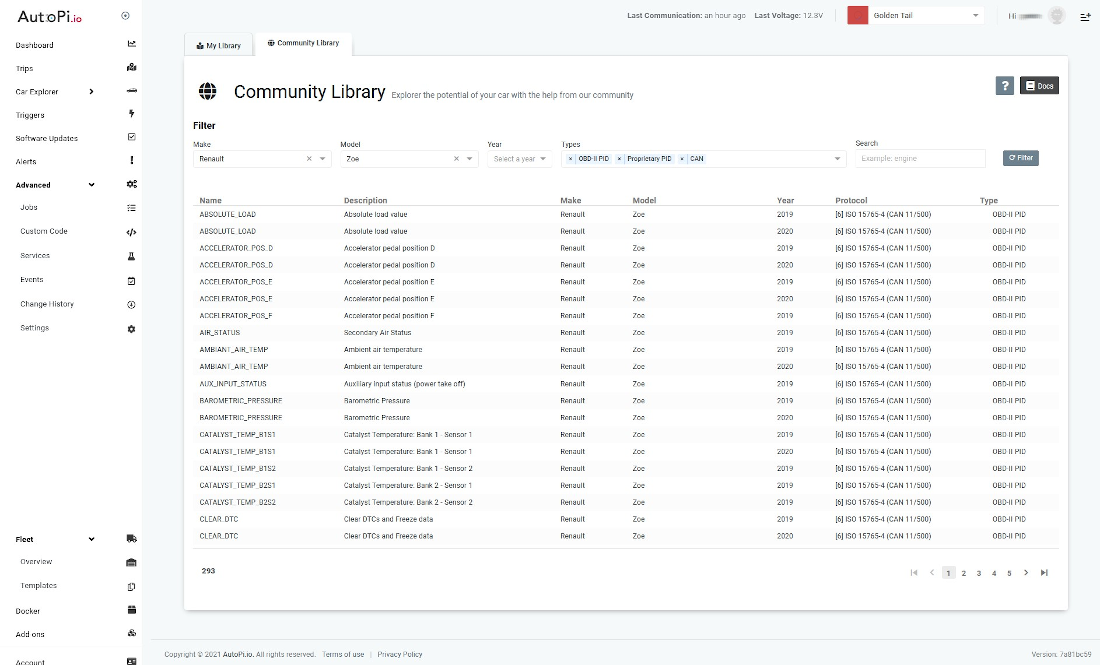 AutoPi.io
Last Communication: an hour ago Last Voltage: 12.3V
Golden Tail
Hi
Dashboard
Trips
Car Explorer
Triggers
Software Updates
Alerts
Advanced
Jobs
Custom Code
Services
Events
Change History
Settings
Fleet
Overview
Templates
Docker
Add-ons
Account
My Library
Community Library
Community Library Explorer the potential of your car with the help from our community
? Docs
Filter
Make Model Year Types Search
Renault × Zoe × Select a year × OBD-II PID × Proprietary PID × CAN Example: engine Filter
Name Description Make Model Year Protocol Type
ABSOLUTE_LOAD Absolute load value Renault Zoe 2019 [6] ISO 15765-4 (CAN 11/500) OBD-II PID
ABSOLUTE_LOAD Absolute load value Renault Zoe 2020 [6] ISO 15765-4 (CAN 11/500) OBD-II PID
ACCELERATOR_POS_D Accelerator pedal position D Renault Zoe 2019 [6] ISO 15765-4 (CAN 11/500) OBD-II PID
ACCELERATOR_POS_D Accelerator pedal position D Renault Zoe 2020 [6] ISO 15765-4 (CAN 11/500) OBD-II PID
ACCELERATOR_POS_E Accelerator pedal position E Renault Zoe 2019 [6] ISO 15765-4 (CAN 11/500) OBD-II PID
ACCELERATOR_POS_E Accelerator pedal position E Renault Zoe 2020 [6] ISO 15765-4 (CAN 11/500) OBD-II PID
ACCELERATOR_POS_F Accelerator pedal position F Renault Zoe 2019 [6] ISO 15765-4 (CAN 11/500) OBD-II PID
AIR_STATUS Secondary Air Status Renault Zoe 2019 [6] ISO 15765-4 (CAN 11/500) OBD-II PID
AMBIANT_AIR_TEMP Ambient air temperature Renault Zoe 2019 [6] ISO 15765-4 (CAN 11/500) OBD-II PID
AMBIANT_AIR_TEMP Ambient air temperature Renault Zoe 2020 [6] ISO 15765-4 (CAN 11/500) OBD-II PID
AUX_INPUT_STATUS Auxiliary input status (power take off) Renault Zoe 2019 [6] ISO 15765-4 (CAN 11/500) OBD-II PID
BAROMETRIC_PRESSURE Barometric Pressure Renault Zoe 2019 [6] ISO 15765-4 (CAN 11/500) OBD-II PID
BAROMETRIC_PRESSURE Barometric Pressure Renault Zoe 2020 [6] ISO 15765-4 (CAN 11/500) OBD-II PID
CATALYST_TEMP_B1S1 Catalyst Temperature: Bank 1 - Sensor 1 Renault Zoe 2019 [6] ISO 15765-4 (CAN 11/500) OBD-II PID
CATALYST_TEMP_B1S1 Catalyst Temperature: Bank 1 - Sensor 1 Renault Zoe 2020 [6] ISO 15765-4 (CAN 11/500) OBD-II PID
CATALYST_TEMP_B1S2 Catalyst Temperature: Bank 1 - Sensor 2 Renault Zoe 2019 [6] ISO 15765-4 (CAN 11/500) OBD-II PID
CATALYST_TEMP_B2S1 Catalyst Temperature: Bank 2 - Sensor 1 Renault Zoe 2019 [6] ISO 15765-4 (CAN 11/500) OBD-II PID
CATALYST_TEMP_B2S2 Catalyst Temperature: Bank 2 - Sensor 2 Renault Zoe 2019 [6] ISO 15765-4 (CAN 11/500) OBD-II PID
CLEAR_DTC Clear DTCs and Freeze data Renault Zoe 2019 [6] ISO 15765-4 (CAN 11/500) OBD-II PID
CLEAR_DTC Clear DTCs and Freeze data Renault Zoe 2020 [6] ISO 15765-4 (CAN 11/500) OBD-II PID
293 1 2 3 4 5
Copyright © 2021 AutoPi.io. All rights reserved. Terms of use | Privacy Policy Version: 7a81bc59